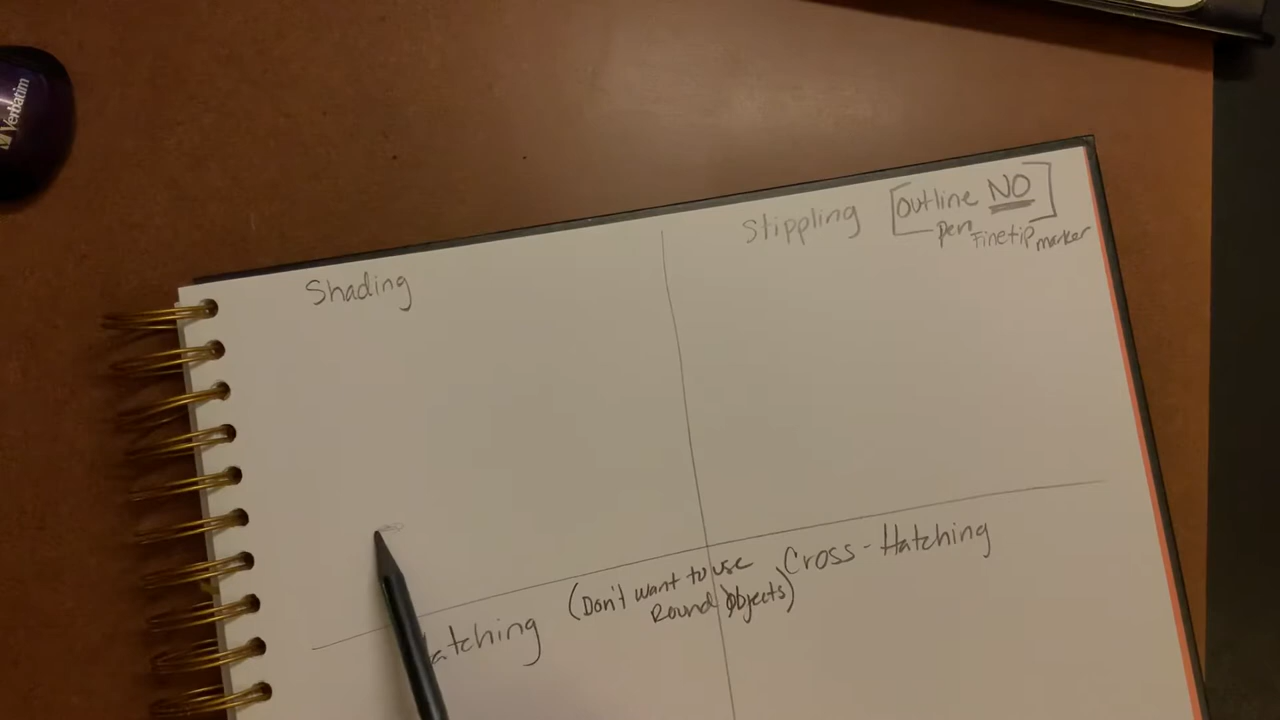 Verbatim
Shading
Stippling [Outline NO]
pen Finetip marker
atching (Don't want to use
Round Objects)
Cross-Hatching